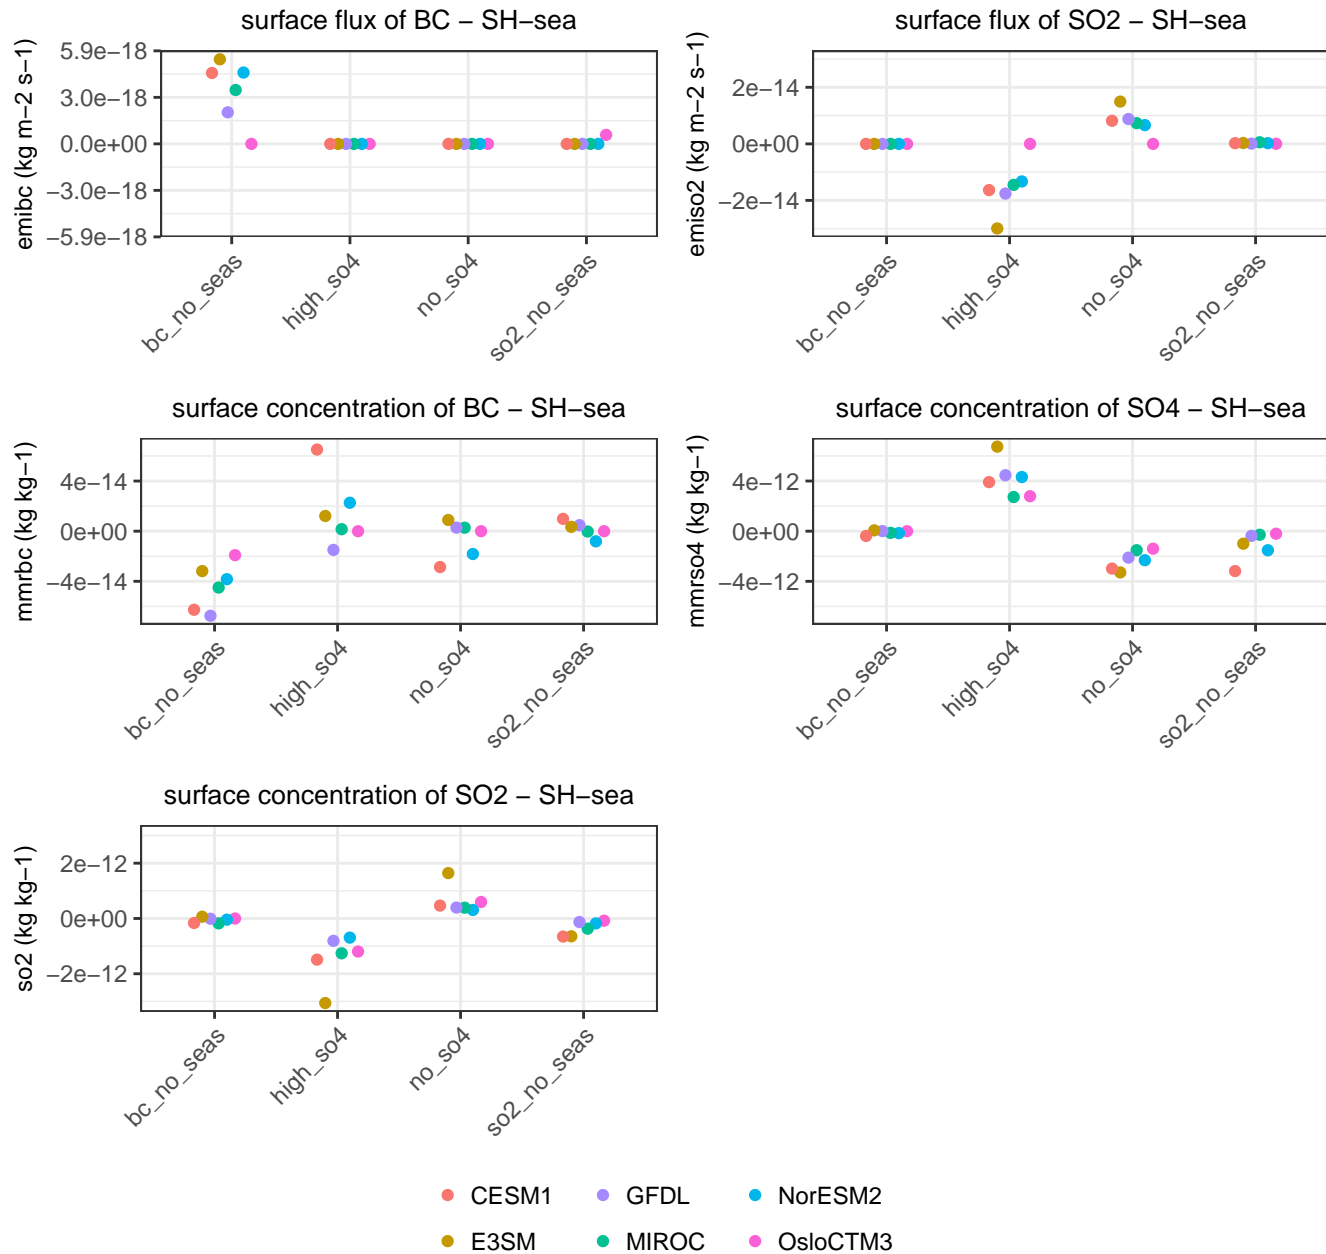 surface flux of BC − SH−sea
emibc (kg m−2 s−1)
5.9e−18
3.0e−18
0.0e+00
−3.0e−18
−5.9e−18
bc_no_seas
high_so4
no_so4
so2_no_seas
surface flux of SO2 − SH−sea
emiso2 (kg m−2 s−1)
2e−14
0e+00
−2e−14
bc_no_seas
high_so4
no_so4
so2_no_seas
surface concentration of BC − SH−sea
mmrbc (kg kg−1)
4e−14
0e+00
−4e−14
bc_no_seas
high_so4
no_so4
so2_no_seas
surface concentration of SO4 − SH−sea
mmrso4 (kg kg−1)
4e−12
0e+00
−4e−12
bc_no_seas
high_so4
no_so4
so2_no_seas
surface concentration of SO2 − SH−sea
so2 (kg kg−1)
2e−12
0e+00
−2e−12
bc_no_seas
high_so4
no_so4
so2_no_seas
CESM1 GFDL NorESM2
E3SM MIROC OsloCTM3